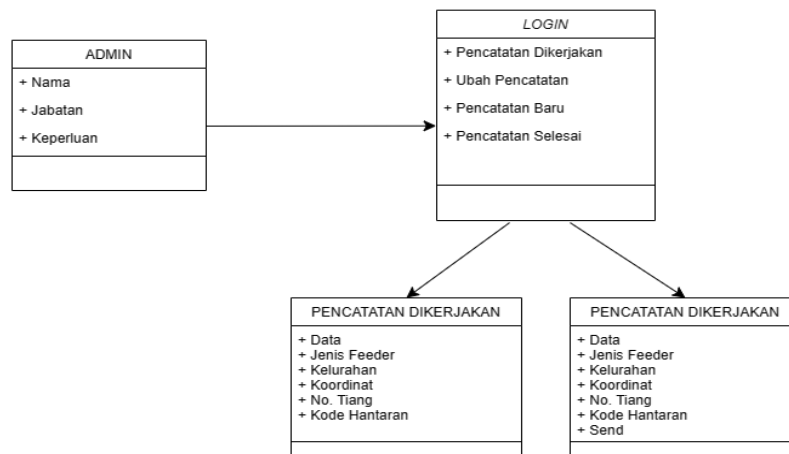 ADMIN
+ Nama
+ Jabatan
+ Keperluan
LOGIN
+ Pencatatan Dikerjakan
+ Ubah Pencatatan
+ Pencatatan Baru
+ Pencatatan Selesai
PENCATATAN DIKERJAKAN
+ Data
+ Jenis Feeder
+ Kelurahan
+ Koordinat
+ No. Tiang
+ Kode Hantaran
PENCATATAN DIKERJAKAN
+ Data
+ Jenis Feeder
+ Kelurahan
+ Koordinat
+ No. Tiang
+ Kode Hantaran
+ Send